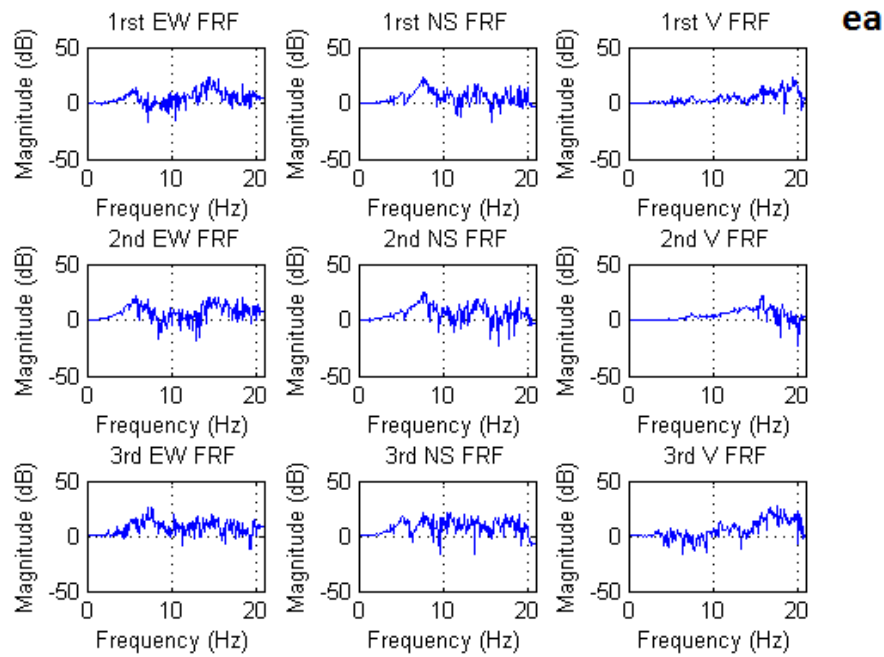 1rst EW FRF 1rst NS FRF 1rst V FRF ea
Magnitude (dB) Magnitude (dB) Magnitude (dB)
50 50 50
0 0 0
-50 -50 -50
0 10 20 0 10 20 0 10 20
Frequency (Hz) Frequency (Hz) Frequency (Hz)
2nd EW FRF 2nd NS FRF 2nd V FRF
Magnitude (dB) Magnitude (dB) Magnitude (dB)
50 50 50
0 0 0
-50 -50 -50
0 10 20 0 10 20 0 10 20
Frequency (Hz) Frequency (Hz) Frequency (Hz)
3rd EW FRF 3rd NS FRF 3rd V FRF
Magnitude (dB) Magnitude (dB) Magnitude (dB)
50 50 50
0 0 0
-50 -50 -50
0 10 20 0 10 20 0 10 20
Frequency (Hz) Frequency (Hz) Frequency (Hz)